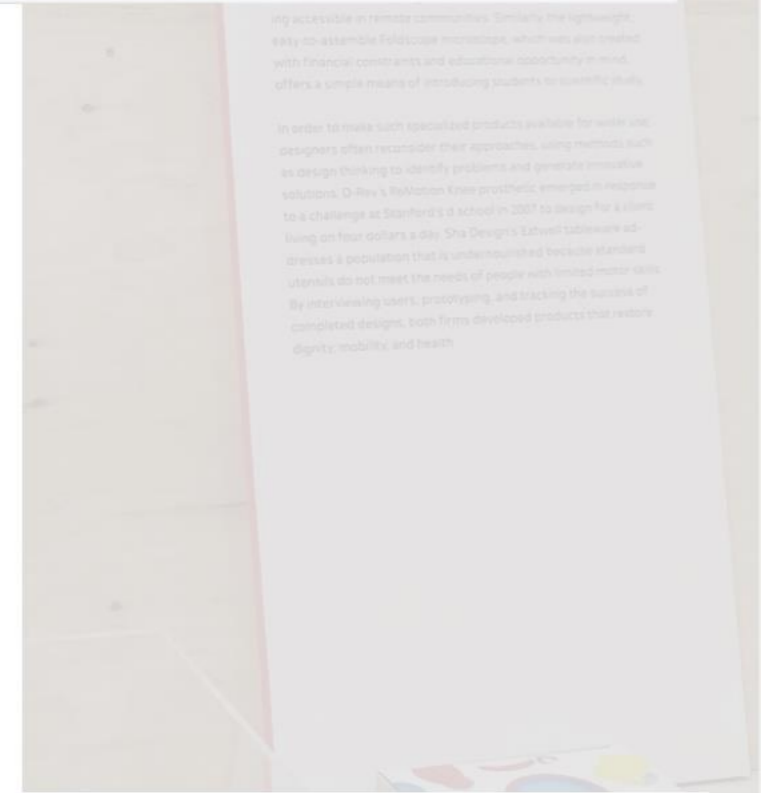 ing accessible in remote communities. Similarly the lightweight,
easy-to-assemble Foldscope microscope, which was also created
with financial constraints and educational opportunity in mind,
offers a simple means of introducing students to scientific study.
In order to make such specialized products available for wider use,
designers often reconsider their approaches, using methods such
as design thinking to identify problems and generate innovative
solutions. D-Rev's ReMotion Knee prosthetic emerged in response
to a challenge at Stanford's d.school in 2007 to design for a client
living on four dollars a day. Sha Design's Eatwell tableware ad-
dresses a population that is undernourished because standard
utensils do not meet the needs of people with limited motor skills.
By interviewing users, prototyping, and tracking the success of
completed designs, both firms developed products that restore
dignity, mobility, and health.